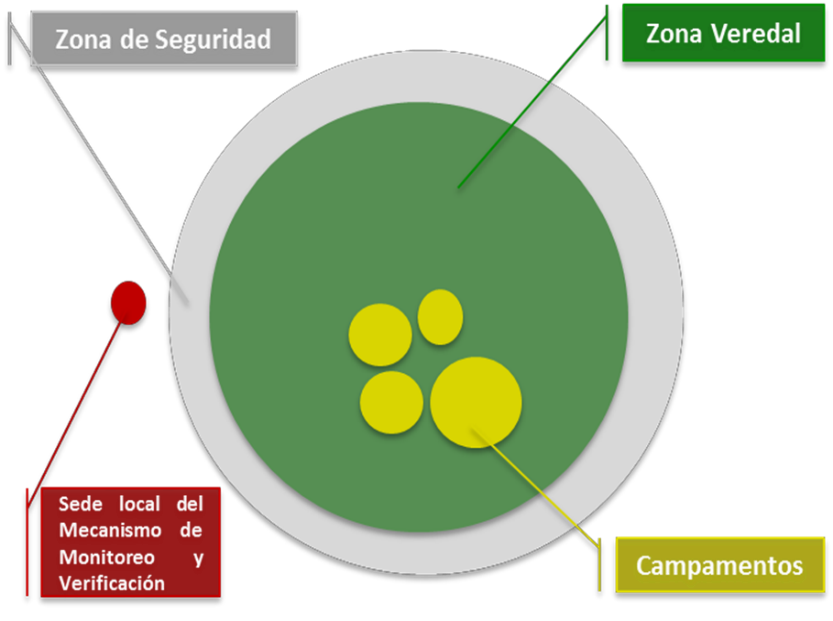 Zona de Seguridad
Zona Veredal
Sede local del
Mecanismo de
Monitoreo y
Verificación
Campamentos